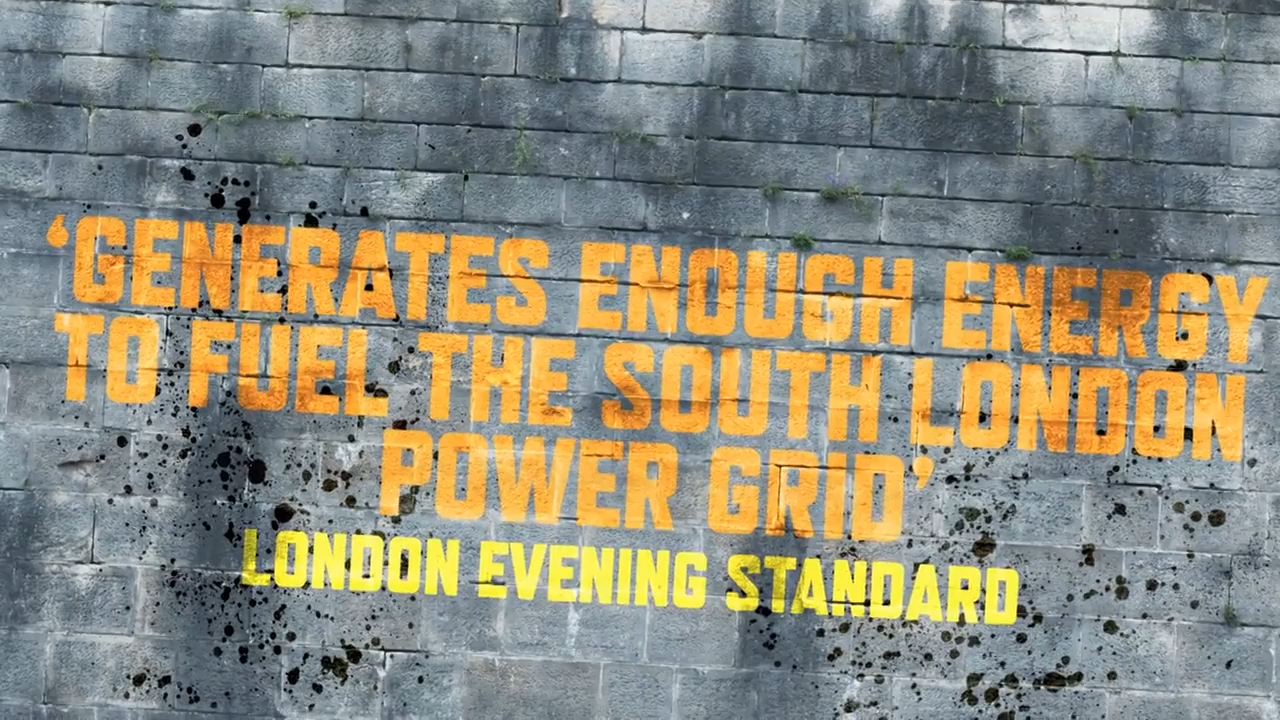 ‘GENERATES ENOUGH ENERGY
TO FUEL THE SOUTH LONDON
POWER GRID’
LONDON EVENING STANDARD